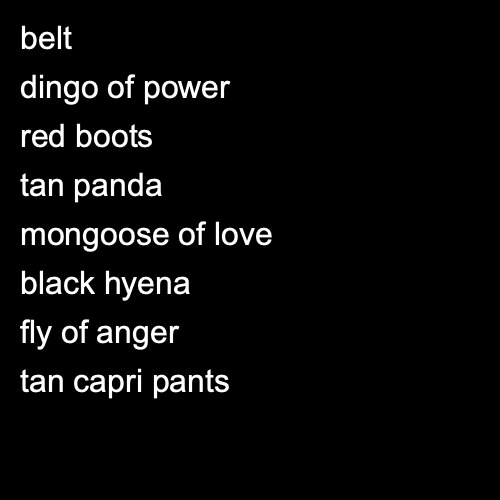 belt
dingo of power
red boots
tan panda
mongoose of love
black hyena
fly of anger
tan capri pants